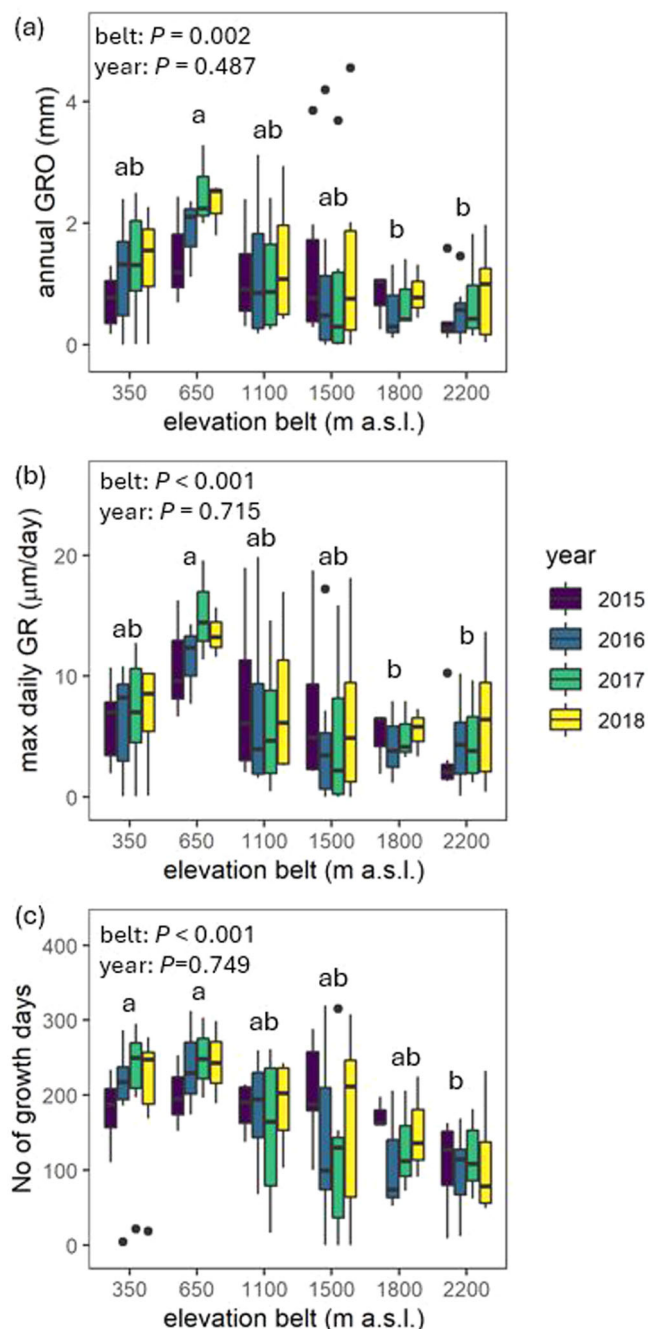 (a)
belt: P = 0.002
year: P = 0.487
ab
a
ab
ab
b
b
annual GRO (mm)
4
2
0
350 650 1100 1500 1800 2200
elevation belt (m a.s.l.)
(b)
belt: P < 0.001
year: P = 0.715
ab
a
ab
ab
b
b
max daily GR (μm/day)
20
10
0
350 650 1100 1500 1800 2200
elevation belt (m a.s.l.)
year
2015
2016
2017
2018
(c)
belt: P < 0.001
year: P=0.749
a
a
ab
ab
ab
b
No of growth days
400
300
200
100
0
350 650 1100 1500 1800 2200
elevation belt (m a.s.l.)